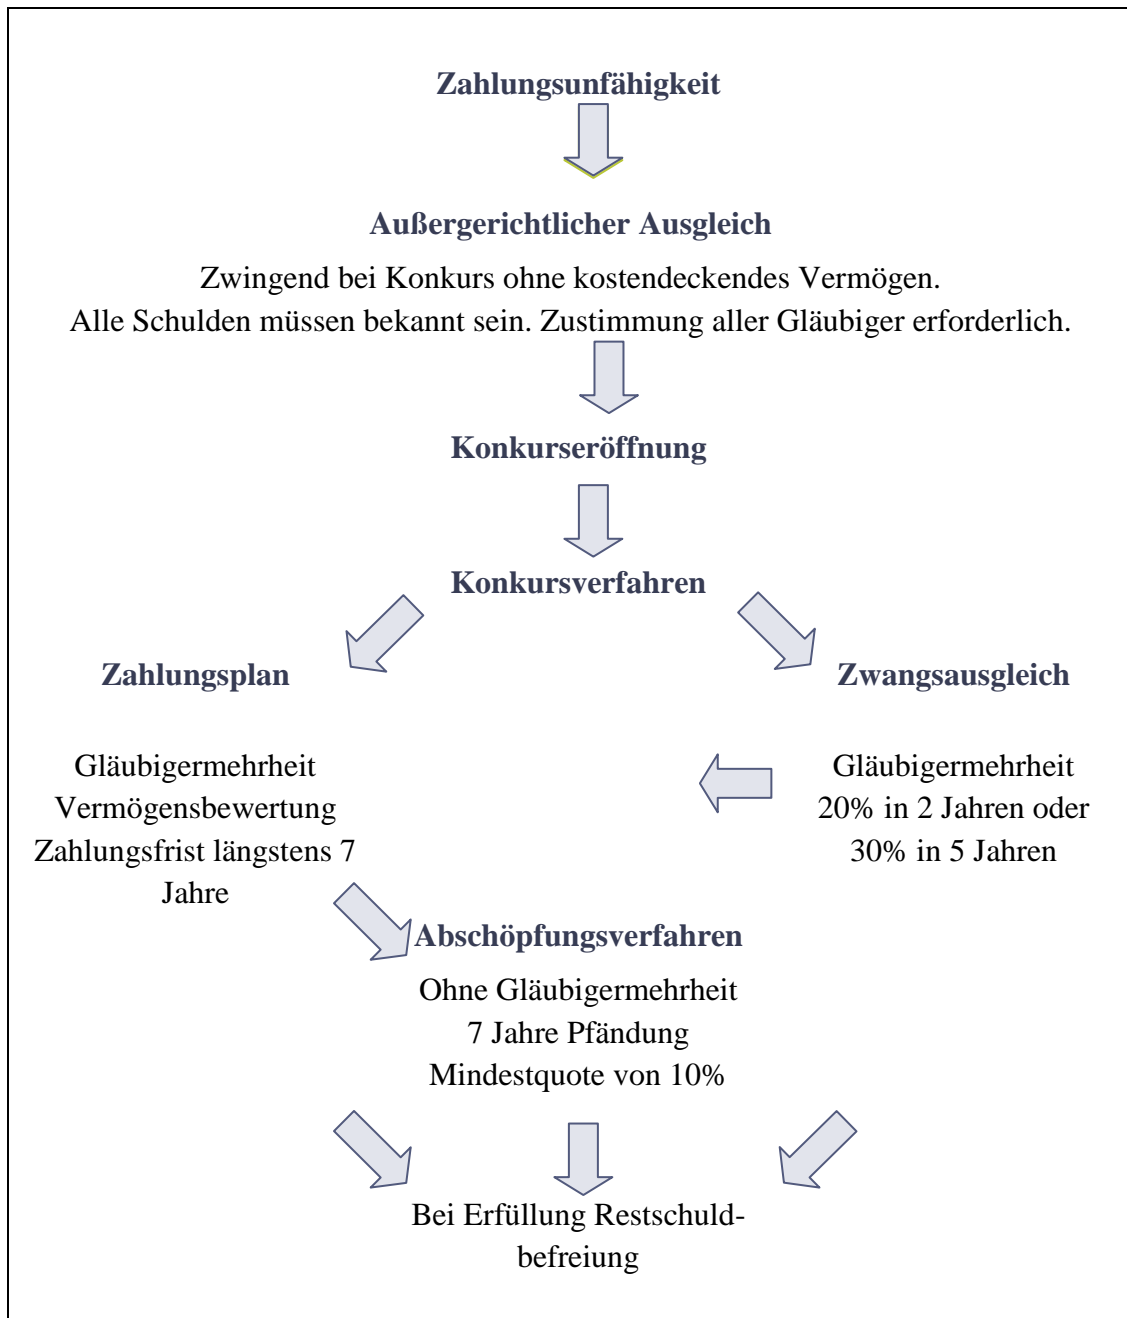 Zahlungsunfähigkeit
Außergerichtlicher Ausgleich
Zwingend bei Konkurs ohne kostendeckendes Vermögen.
Alle Schulden müssen bekannt sein. Zustimmung aller Gläubiger erforderlich.
Konkurseröffnung
Konkursverfahren
Zahlungsplan
Zwangsausgleich
Gläubigermehrheit
Vermögensbewertung
Zahlungsfrist längstens 7
Jahre
Gläubigermehrheit
20% in 2 Jahren oder
30% in 5 Jahren
Abschöpfungsverfahren
Ohne Gläubigermehrheit
7 Jahre Pfändung
Mindestquote von 10%
Bei Erfüllung Restschuld-
befreiung